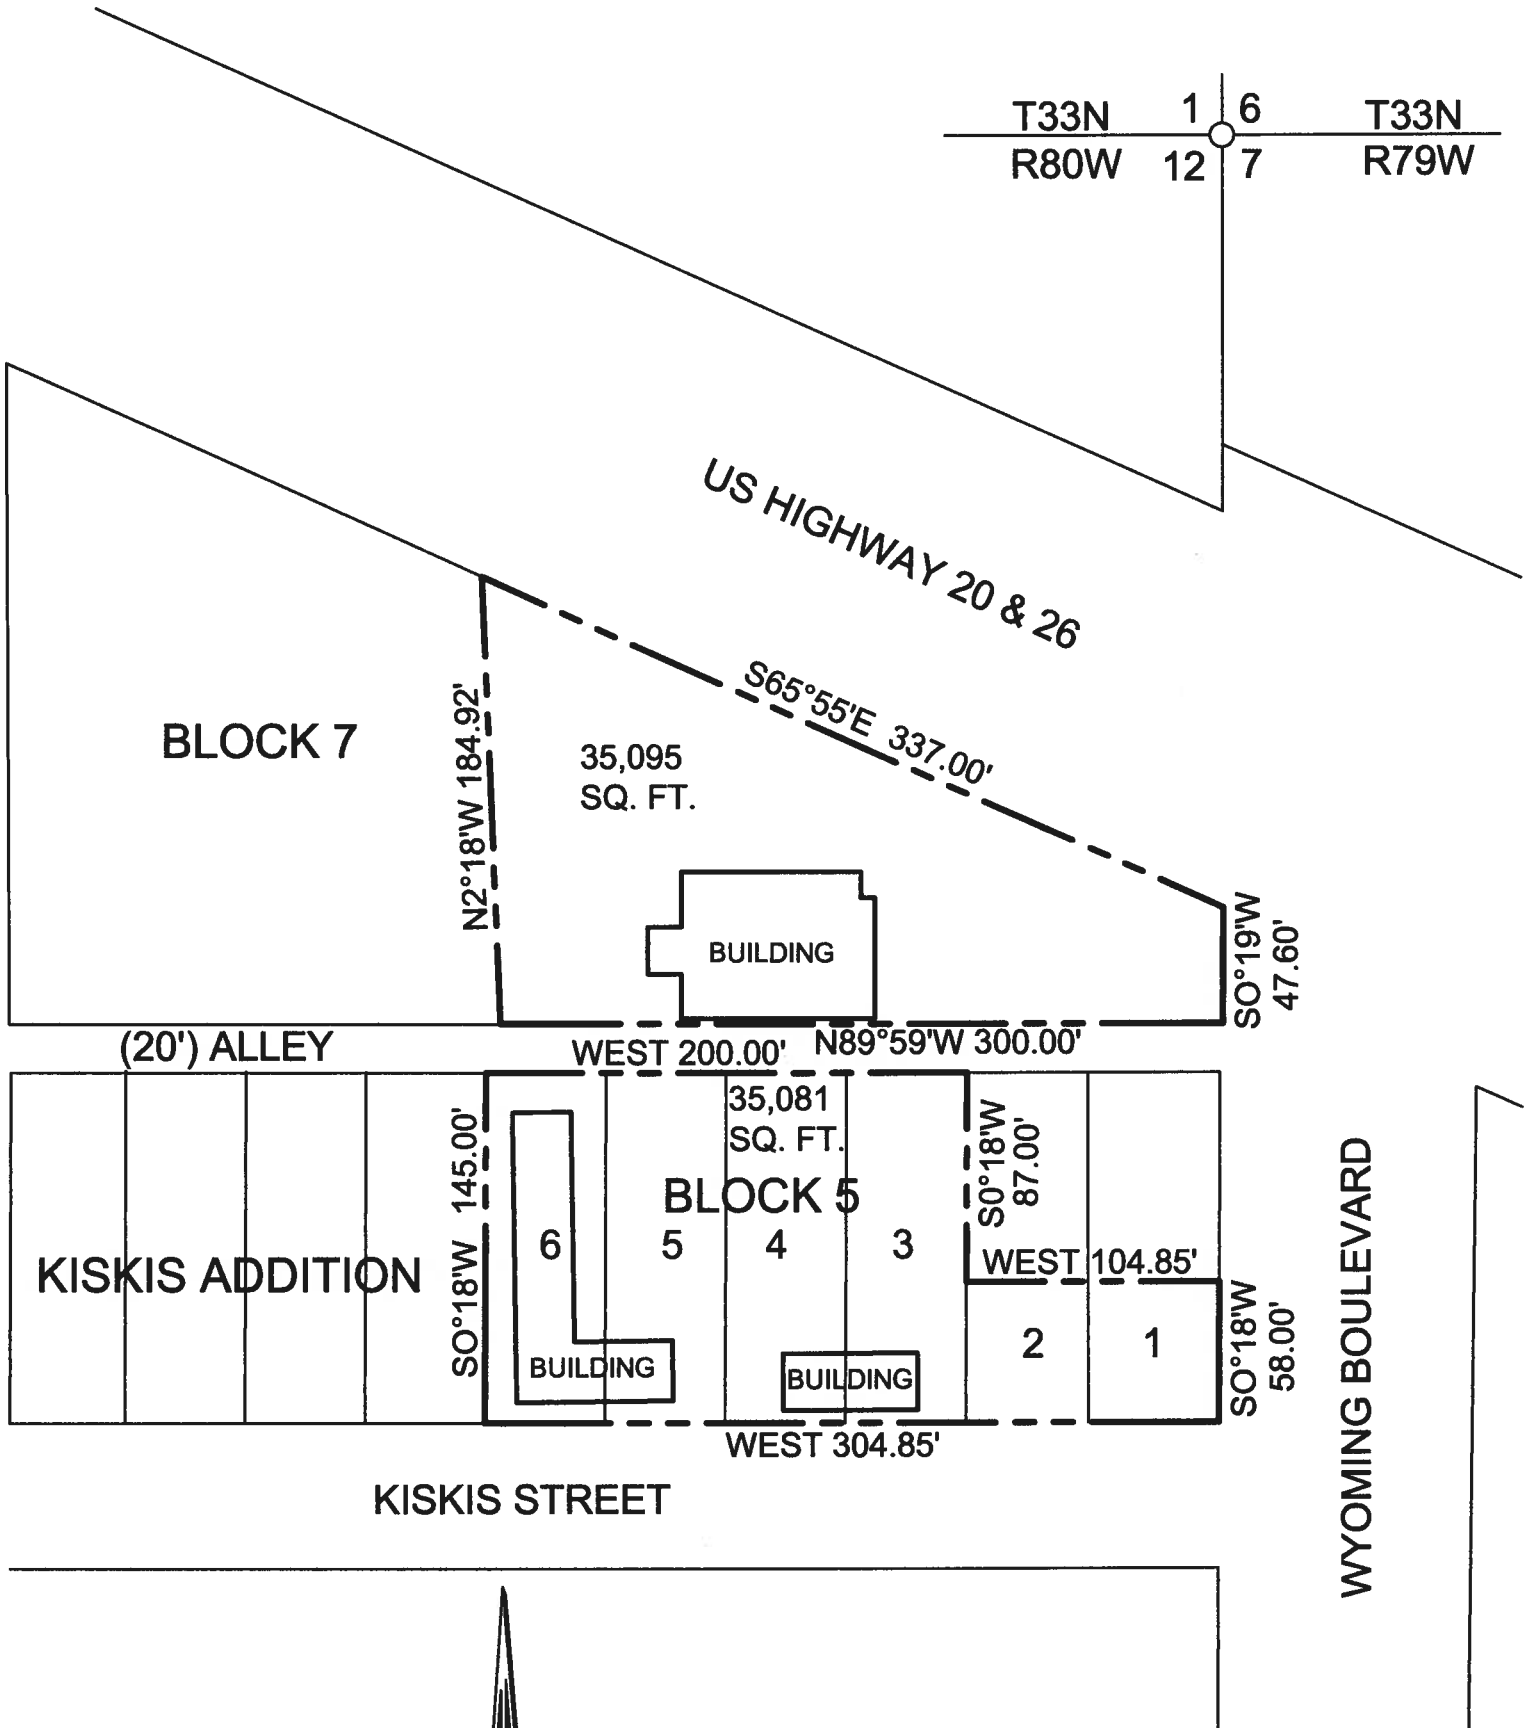 T33N 1 6 T33N
R80W 12 7 R79W
US HIGHWAY 20 & 26
S65°55'E 337.00'
N2°18'W 184.92'
BLOCK 7
35,095
SQ. FT.
BUILDING
SO°19'W
47.60'
(20') ALLEY
WEST 200.00'
N89°59'W 300.00'
35,081
SQ. FT.
SO°18'W 145.00'
S0°18'W
87.00'
BLOCK 5
6 5 4 3
KISKIS ADDITION
WEST 104.85'
2 1
SO°18'W
58.00'
BUILDING
BUILDING
WEST 304.85'
KISKIS STREET
WYOMING BOULEVARD